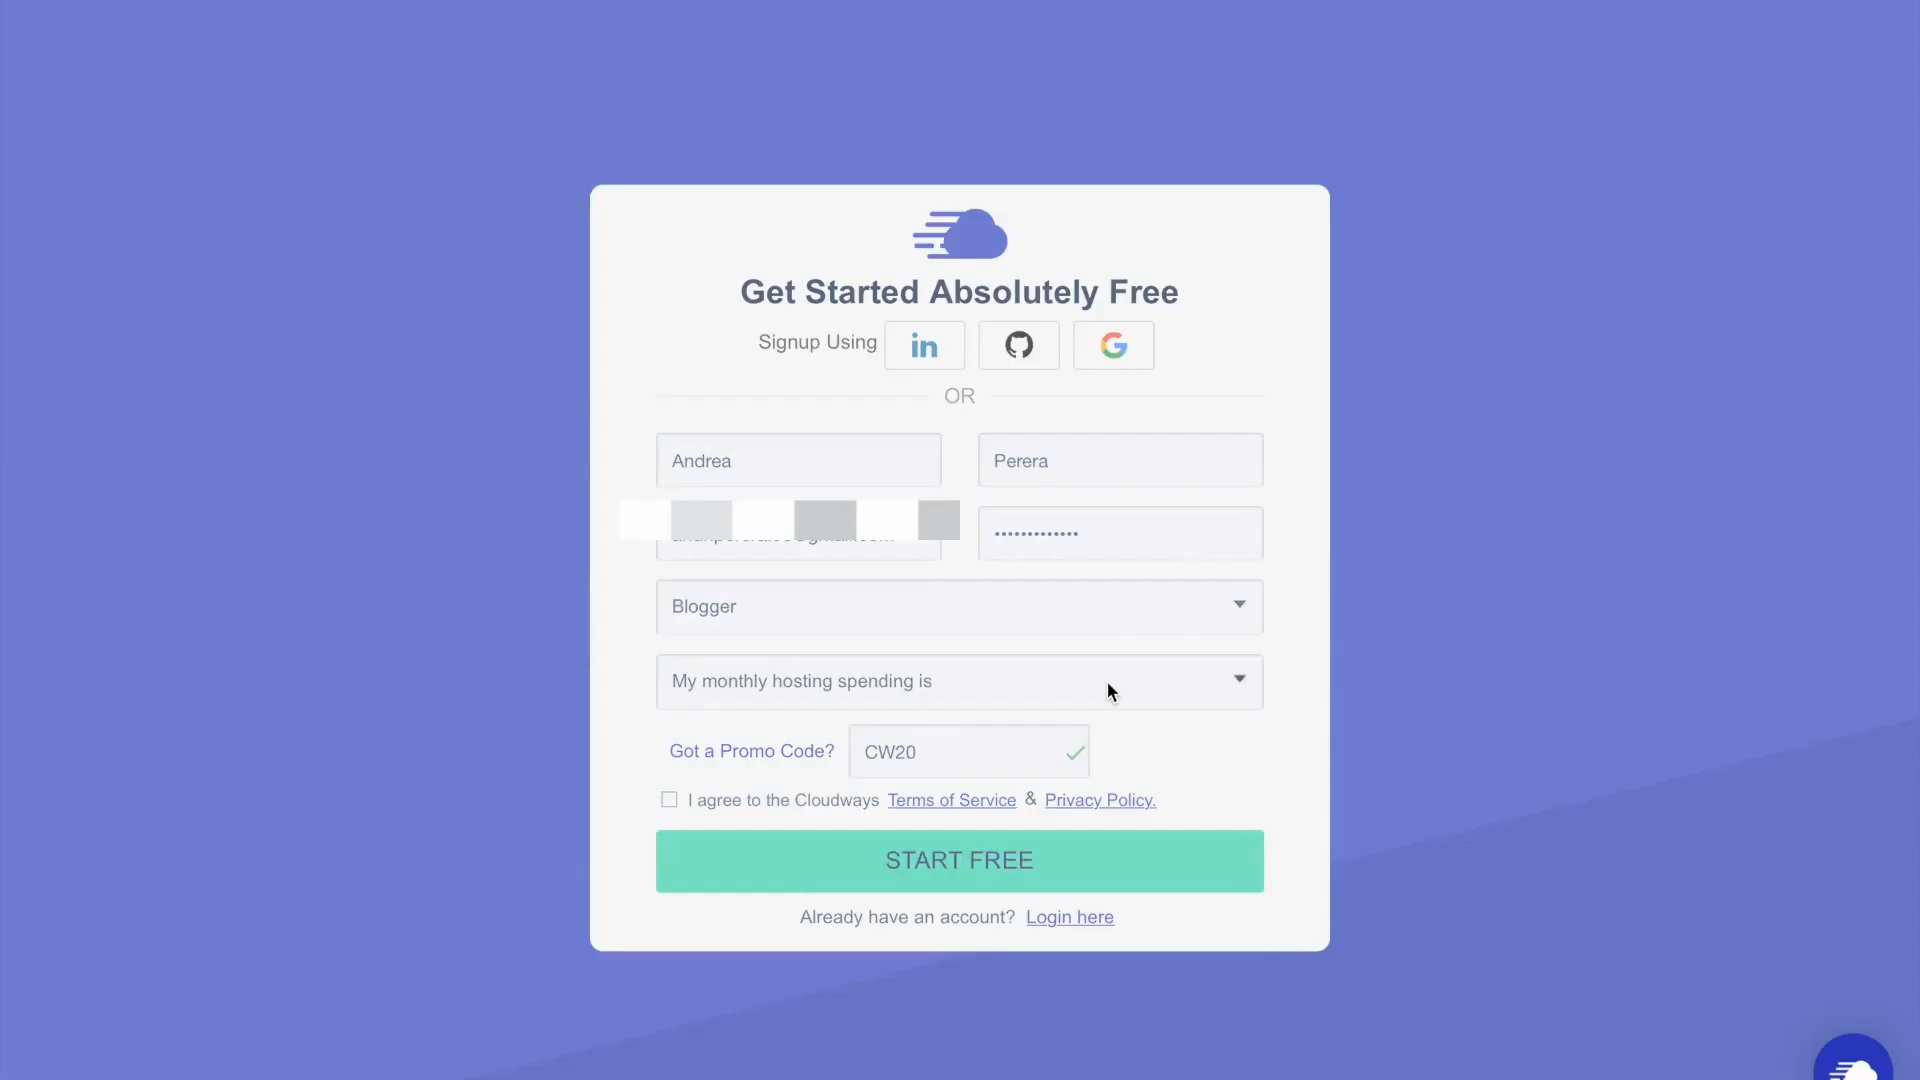 Get Started Absolutely Free
Signup Using
OR
Andrea
Perera
•••••••••••••
Blogger
My monthly hosting spending is
Got a Promo Code? CW20
I agree to the Cloudways Terms of Service & Privacy Policy.
START FREE
Already have an account? Login here